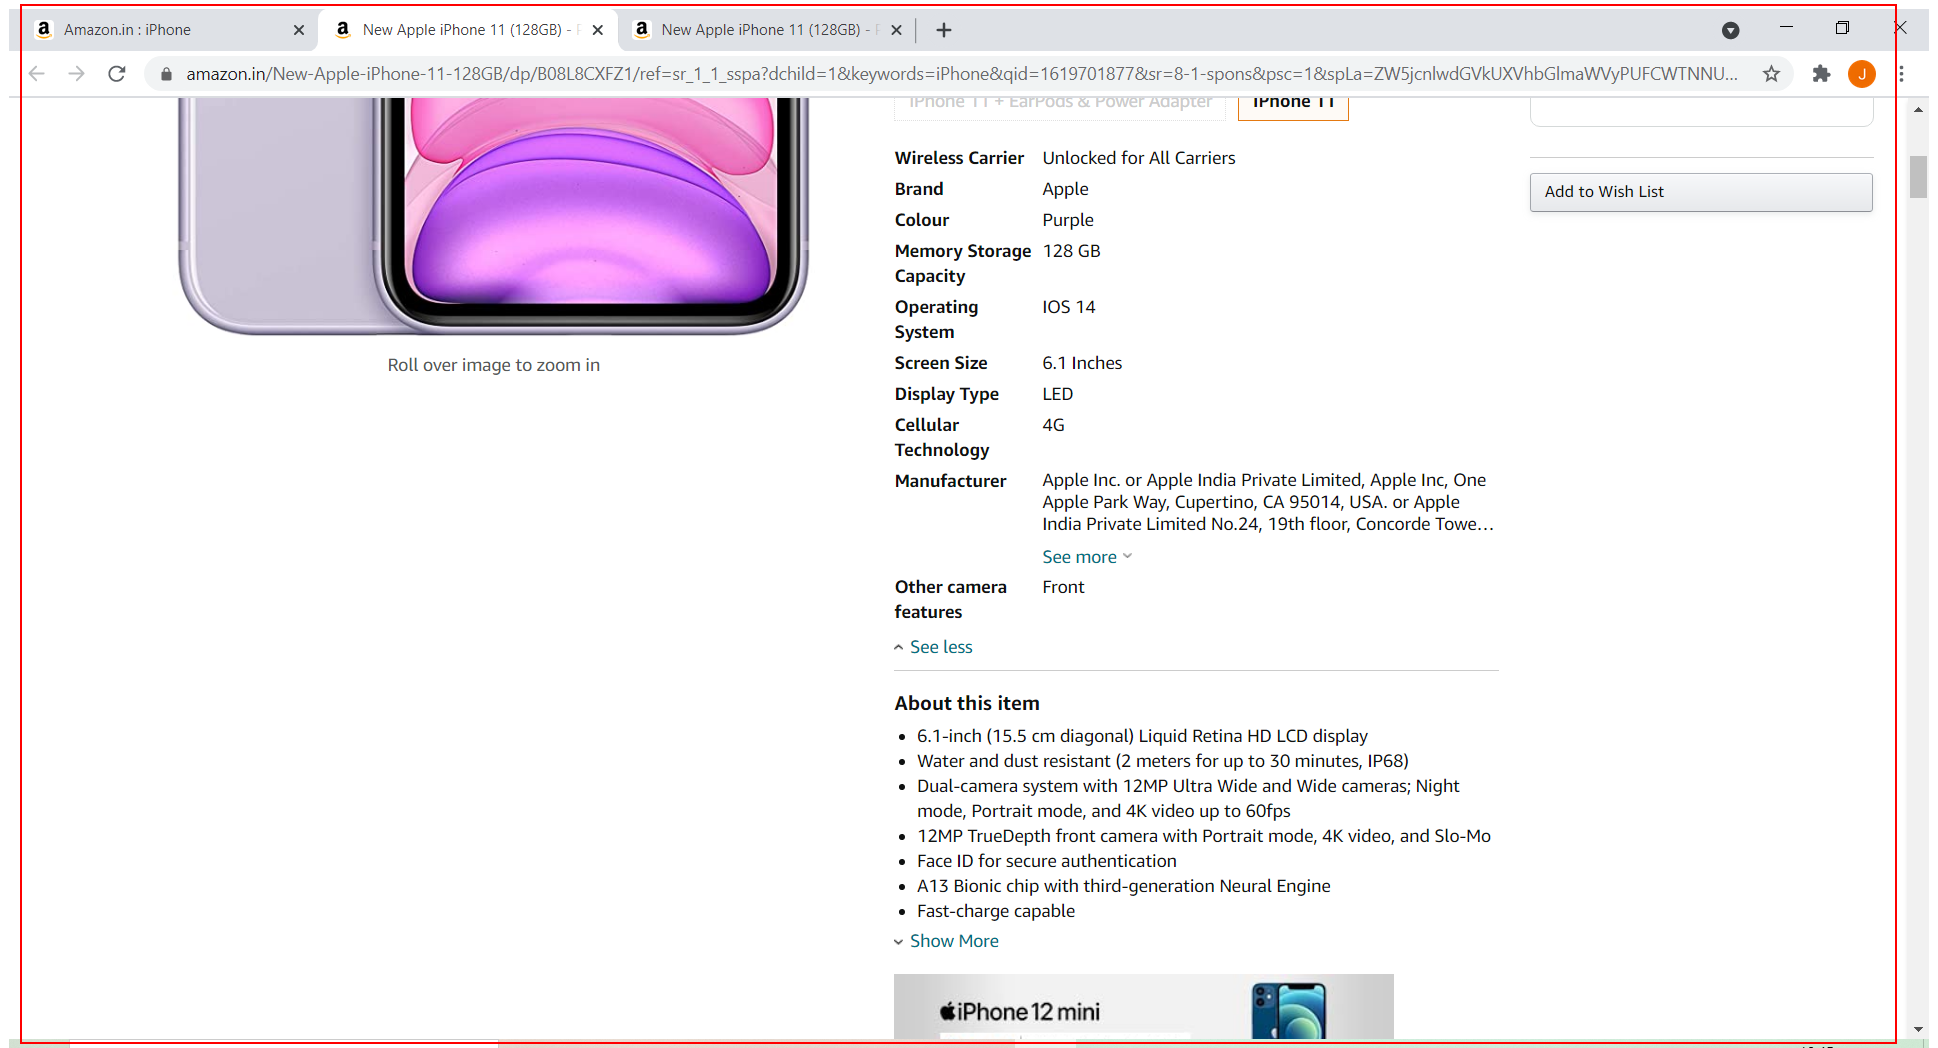 Amazon.in : iPhone
New Apple iPhone 11 (128GB) -
New Apple iPhone 11 (128GB) -
amazon.in/New-Apple-iPhone-11-128GB/dp/B08L8CXFZ1/ref=sr_1_1_sspa?dchild=1&keywords=iPhone&qid=1619701877&sr=8-1-spons&psc=1&spLa=ZW5jcnlwdGVkUXVhbGlmaWVyPUFCWTNNU...
J
iPhone 11 + EarPods & Power Adapter
iPhone 11
Wireless Carrier Unlocked for All Carriers
Brand Apple
Colour Purple
Memory Storage 128 GB
Capacity
Operating IOS 14
System
Screen Size 6.1 Inches
Display Type LED
Cellular 4G
Technology
Manufacturer Apple Inc. or Apple India Private Limited, Apple Inc, One
Apple Park Way, Cupertino, CA 95014, USA. or Apple
India Private Limited No.24, 19th floor, Concorde Towe...
See more
Other camera Front
features
See less
Add to Wish List
Roll over image to zoom in
About this item
• 6.1-inch (15.5 cm diagonal) Liquid Retina HD LCD display
• Water and dust resistant (2 meters for up to 30 minutes, IP68)
• Dual-camera system with 12MP Ultra Wide and Wide cameras; Night
mode, Portrait mode, and 4K video up to 60fps
• 12MP TrueDepth front camera with Portrait mode, 4K video, and Slo-Mo
• Face ID for secure authentication
• A13 Bionic chip with third-generation Neural Engine
• Fast-charge capable
Show More
iPhone 12 mini